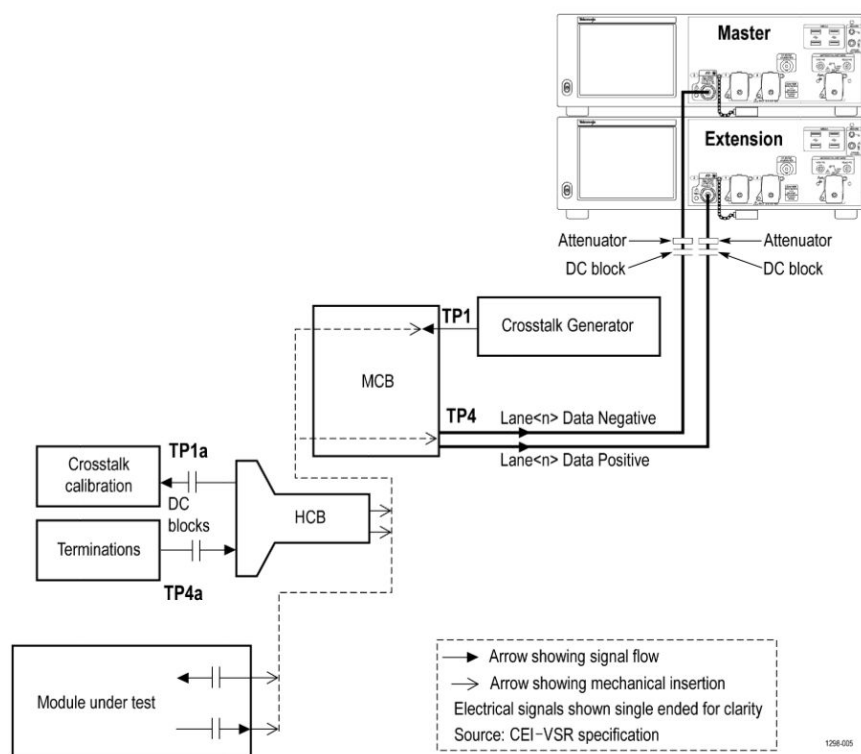 Tektronix
Master
Tektronix
Extension
Attenuator
Attenuator
DC block
DC block
TP1
Crosstalk Generator
MCB
TP4
Lane<n> Data Negative
Lane<n> Data Positive
TP1a
Crosstalk
calibration
DC
blocks
HCB
Terminations
TP4a
Module under test
Arrow showing signal flow
Arrow showing mechanical insertion
Electrical signals shown single ended for clarity
Source: CEI-VSR specification
1298-005